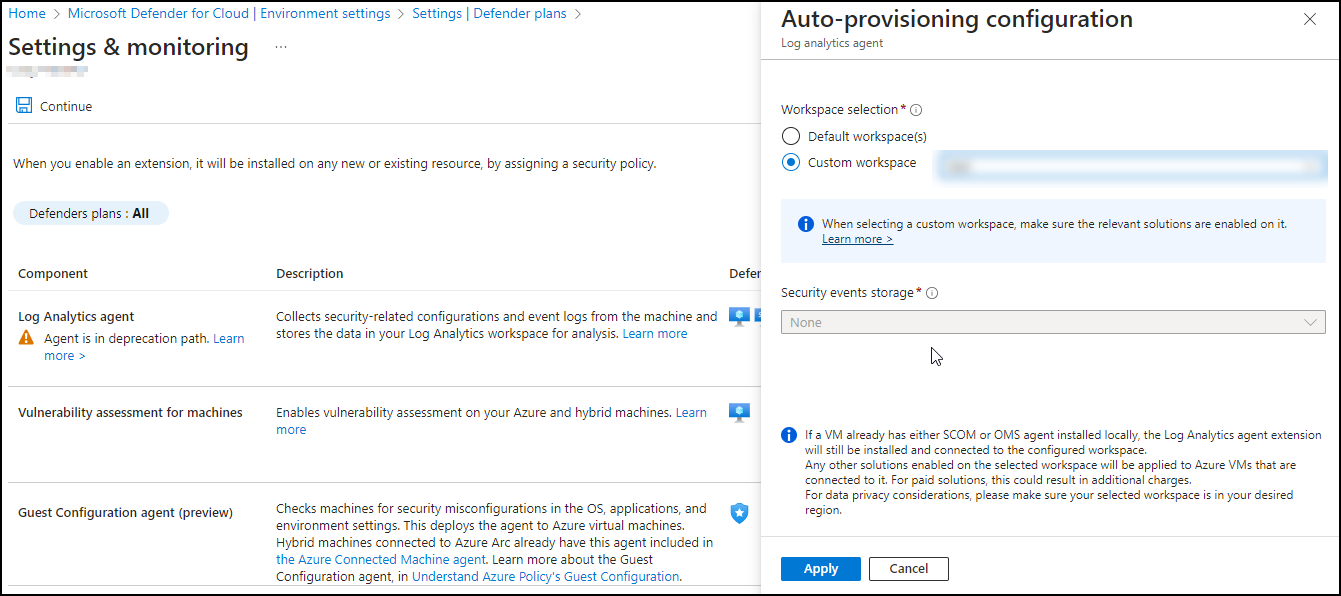 Home > Microsoft Defender for Cloud | Environment settings > Settings | Defender plans >
Settings & monitoring ...
Continue
When you enable an extension, it will be installed on any new or existing resource, by assigning a security policy.
Defenders plans : All
Component Description Defer
Log Analytics agent
Agent is in deprecation path. Learn
more >
Collects security-related configurations and event logs from the machine and
stores the data in your Log Analytics workspace for analysis. Learn more
Vulnerability assessment for machines
Enables vulnerability assessment on your Azure and hybrid machines. Learn
more
Guest Configuration agent (preview)
Checks machines for security misconfigurations in the OS, applications, and
environment settings. This deploys the agent to Azure virtual machines.
Hybrid machines connected to Azure Arc already have this agent included in
the Azure Connected Machine agent. Learn more about the Guest
Configuration agent, in Understand Azure Policy's Guest Configuration.
Auto-provisioning configuration
Log analytics agent
Workspace selection *
Default workspace(s)
Custom workspace
When selecting a custom workspace, make sure the relevant solutions are enabled on it.
Learn more >
Security events storage *
None
If a VM already has either SCOM or OMS agent installed locally, the Log Analytics agent extension
will still be installed and connected to the configured workspace.
Any other solutions enabled on the selected workspace will be applied to Azure VMs that are
connected to it. For paid solutions, this could result in additional charges.
For data privacy considerations, please make sure your selected workspace is in your desired
region.
Apply Cancel